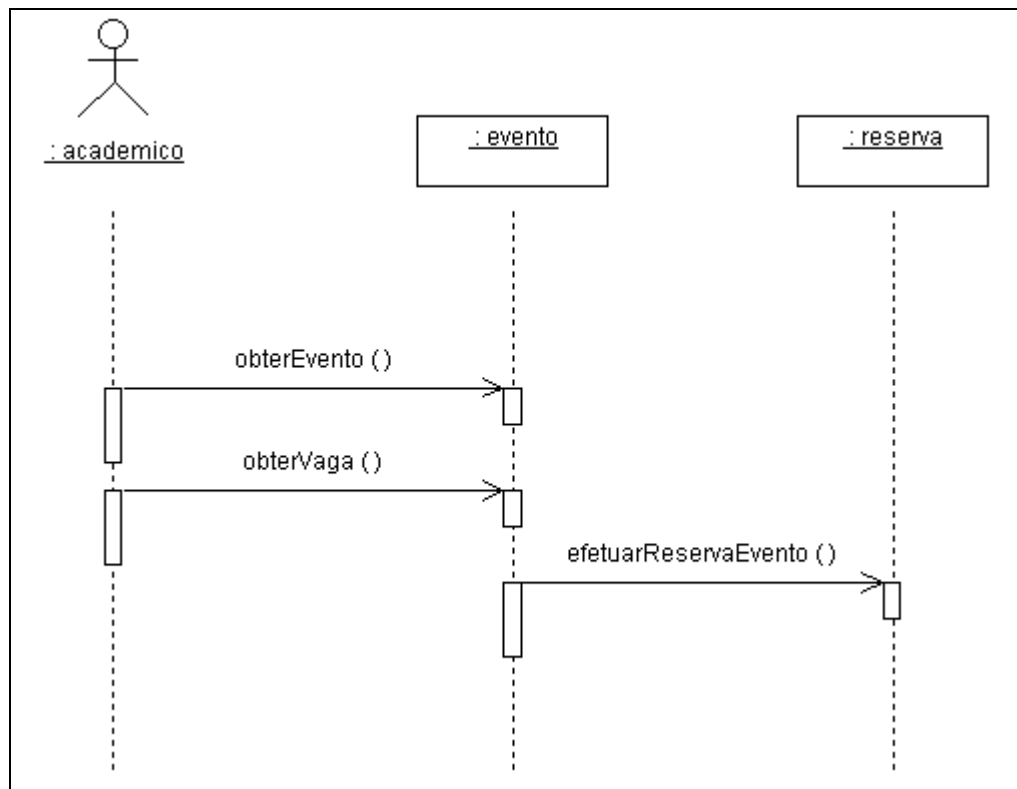 : academico
: evento
: reserva
obterEvento ( )
obterVaga ( )
efetuarReservaEvento ( )